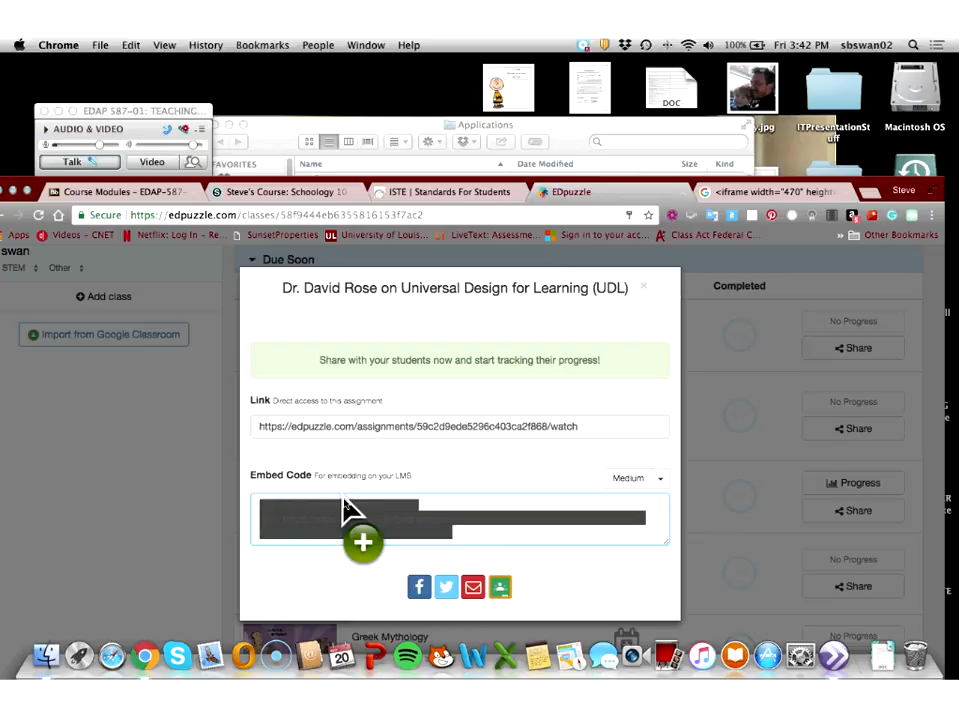 Chrome File Edit View History Bookmarks People Window Help 100% Fri 3:42 PM sbswan02
DOC
.jpg ITPresentationSt
uff
Macintosh OS
EDAP 587-01: TEACHING...
AUDIO & VIDEO
Talk Video
Applications
FAVORITES Name Date Modified Size Kind
Course Modules – EDAP-587- Steve's Course: Schoology 10 ISTE | Standards For Students EDpuzzle <iframe width="470" height= Steve
Secure https://edpuzzle.com/classes/58f9444eb6355816153f7ac2
Apps Videos - CNET Netflix: Log In - Re... SunsetProperties UL University of Louis... LiveText: Assessme... Sign in to your acc... Class Act Federal C... » Other Bookmarks
swan
STEM Other
Add class
Import from Google Classroom
Due Soon
Completed
Dr. David Rose on Universal Design for Learning (UDL) ×
Share with your students now and start tracking their progress!
Link Direct access to this assignment
https://edpuzzle.com/assignments/59c2d9ede5296c403ca2f868/watch
Embed Code For embedding on your LMS
Medium
No Progress
Share
No Progress
Share
Progress
Share
No Progress
Share
No Progress
Greek Mythology
20